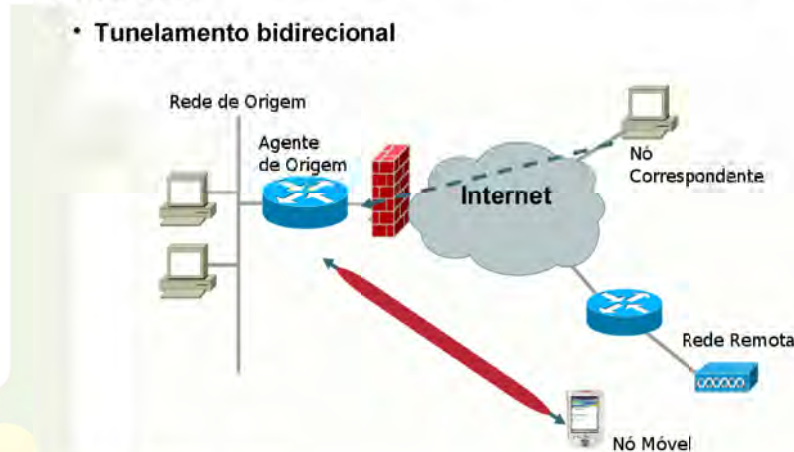 • Tunelamento bidirecional
Rede de Origem
Agente
de Origem
Nó
Correspondente
Internet
Rede Remota
Nó Móvel